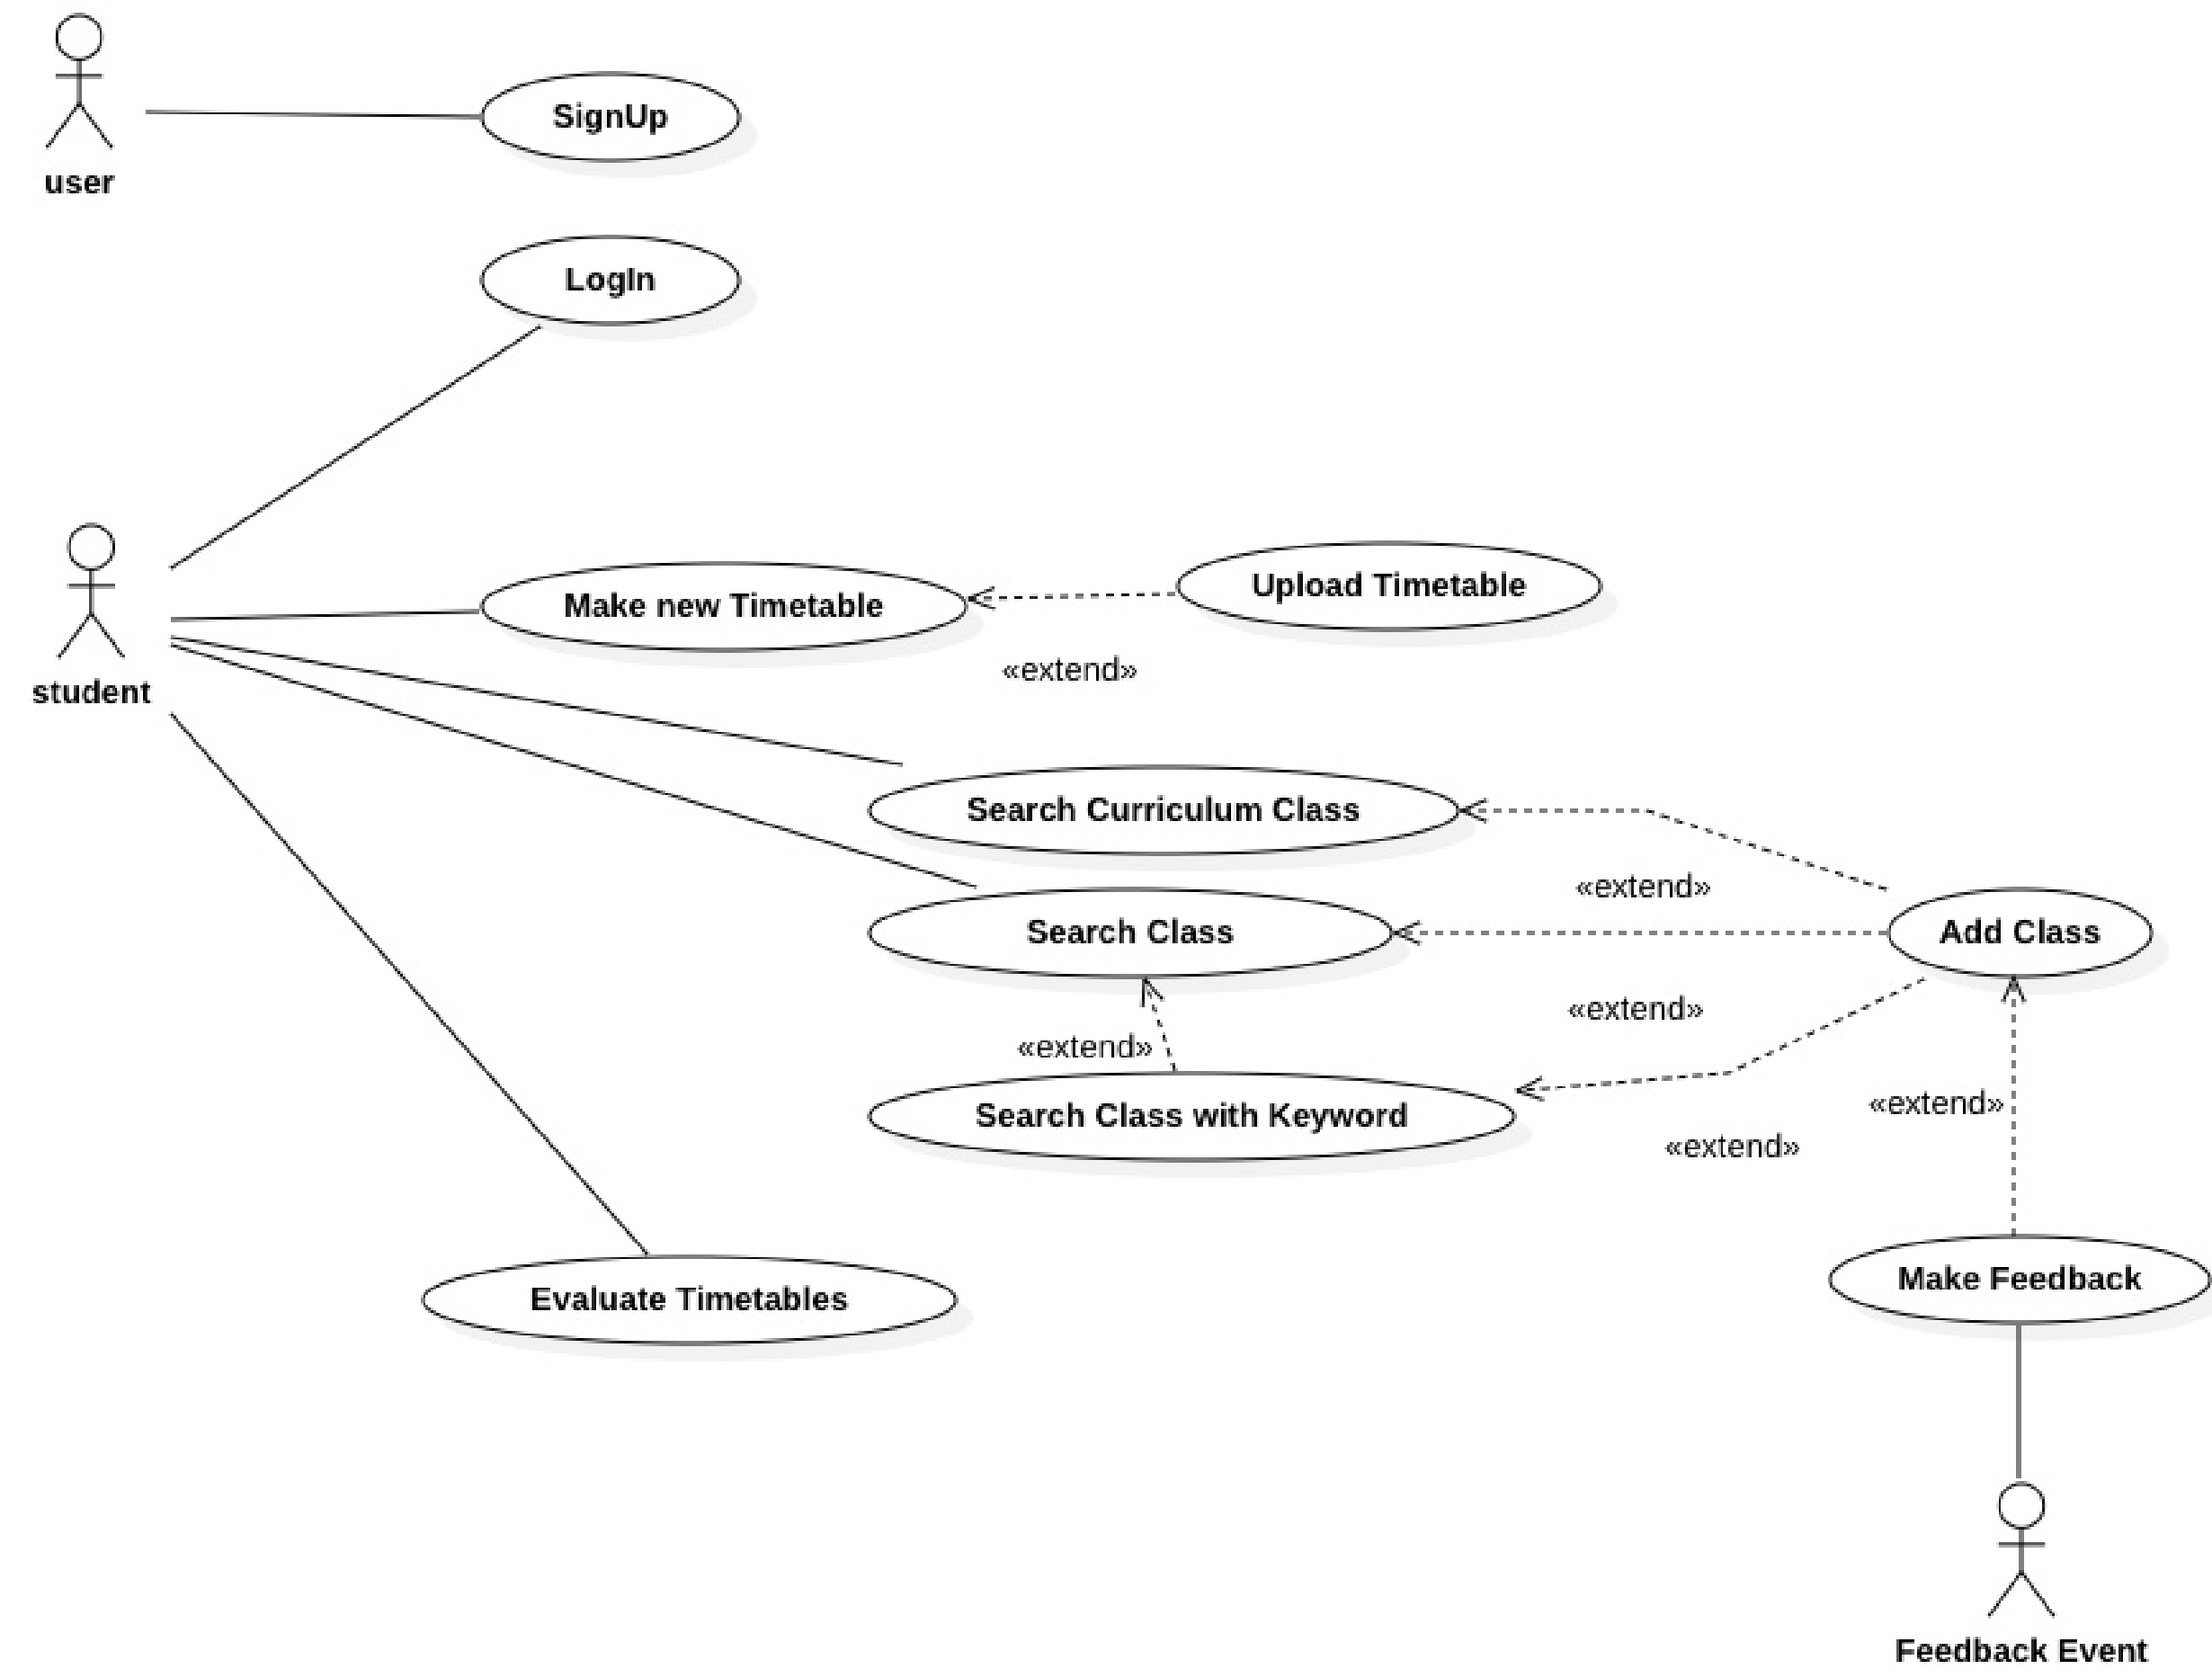 SignUp
user
LogIn
Upload Timetable
Make new Timetable
«extend»
student
Search Curriculum Class
«extend»
Search Class
Add Class
«extend»
«extend»
«extend»
Search Class with Keyword
«extend»
Make Feedback
Evaluate Timetables
Feedback Event